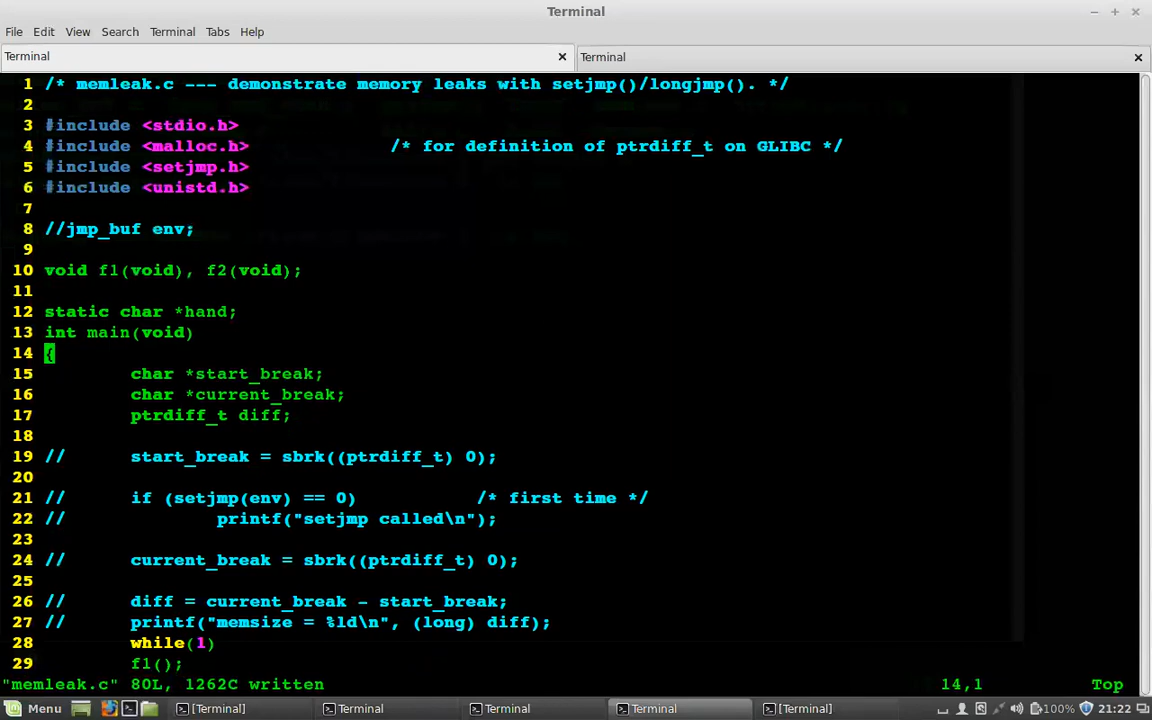 Terminal
File Edit View Search Terminal Tabs Help
Terminal Terminal
1 /* memleak.c --- demonstrate memory leaks with setjmp()/longjmp(). */
2
3 #include <stdio.h>
4 #include <malloc.h> /* for definition of ptrdiff_t on GLIBC */
5 #include <setjmp.h>
6 #include <unistd.h>
7
8 //jmp_buf env;
9
10 void f1(void), f2(void);
11
12 static char *hand;
13 int main(void)
14 {
15 char *start_break;
16 char *current_break;
17 ptrdiff_t diff;
18
19 // start_break = sbrk((ptrdiff_t) 0);
20
21 // if (setjmp(env) == 0) /* first time */
22 // printf("setjmp called\n");
23
24 // current_break = sbrk((ptrdiff_t) 0);
25
26 // diff = current_break - start_break;
27 // printf("memsize = %ld\n", (long) diff);
28 while(1)
29 f1();
"memleak.c" 80L, 1262C written 14,1 Top
Menu [Terminal] Terminal Terminal Terminal [Terminal] 100% 21:22